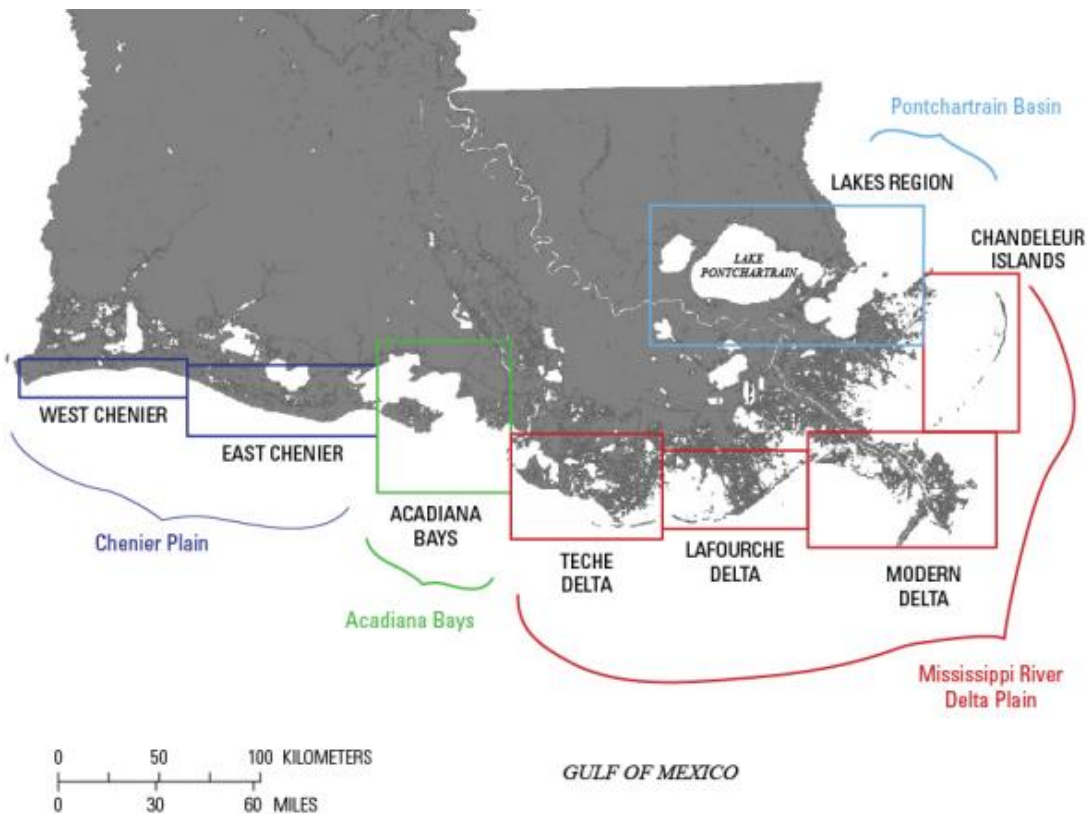 Pontchartrain Basin
LAKES REGION
CHANDELEUR
ISLANDS
LAKE
PONTCHARTRAIN
WEST CHENIER
EAST CHENIER
Chenier Plain
ACADIANA
BAYS
Acadiana Bays
TECHE
DELTA
LAFOURCHE
DELTA
MODERN
DELTA
Mississippi River
Delta Plain
0 50 100 KILOMETERS
0 30 60 MILES
GULF OF MEXICO